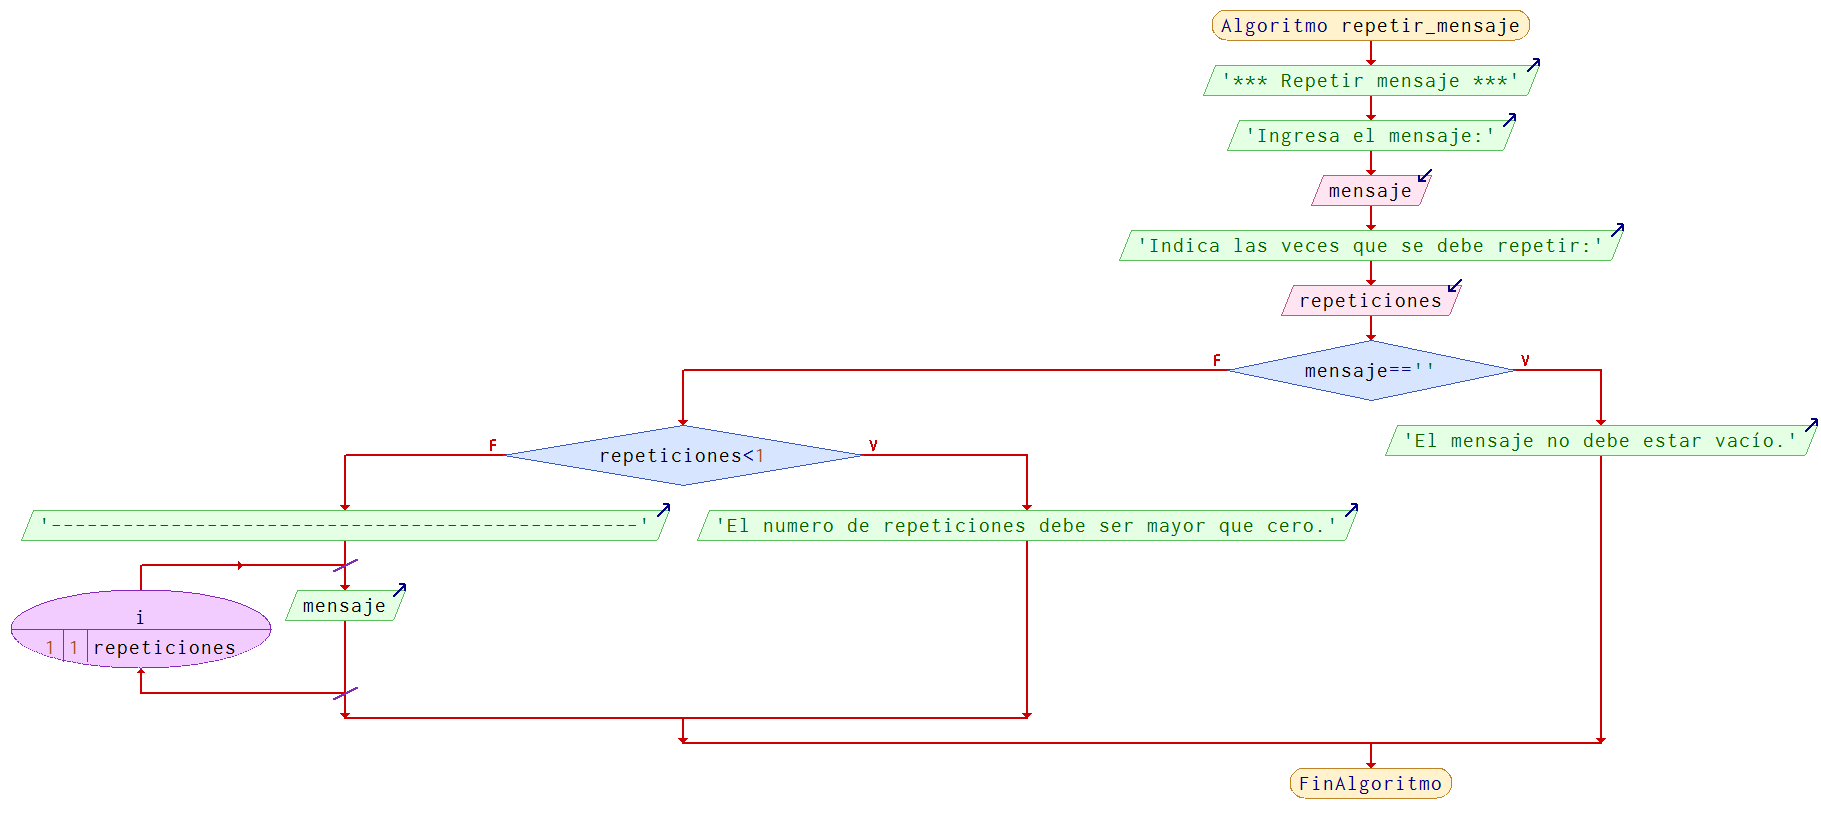 Algoritmo repetir_mensaje
'*** Repetir mensaje ***'
'Ingresa el mensaje:'
mensaje
'Indica las veces que se debe repetir:'
repeticiones
mensaje==''
F
V
'El mensaje no debe estar vacío.'
repeticiones<1
F
V
'-------------------------------------------------'
'El numero de repeticiones debe ser mayor que cero.'
mensaje
i
1 1 repeticiones
FinAlgoritmo